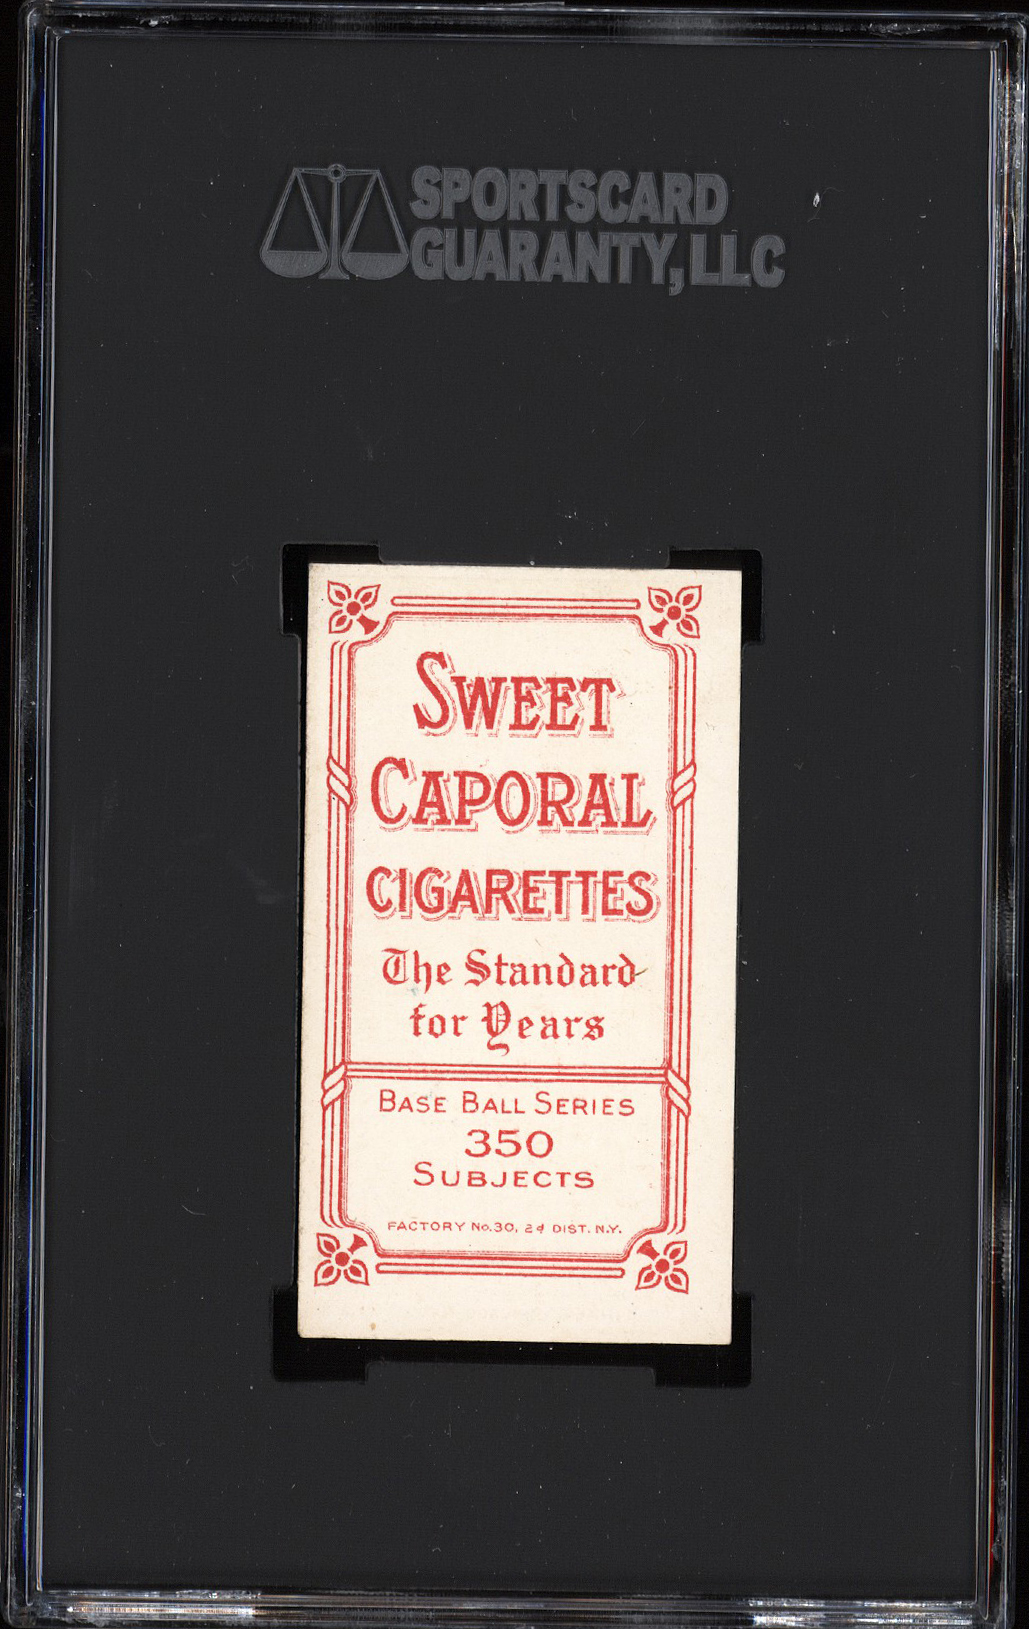 SPORTSCARD
GUARANTY, LLC
SWEET
CAPORAL
CIGARETTES
The Standard
for Years
BASE BALL SERIES
350
SUBJECTS
FACTORY No. 30, 2d DIST. N.Y.